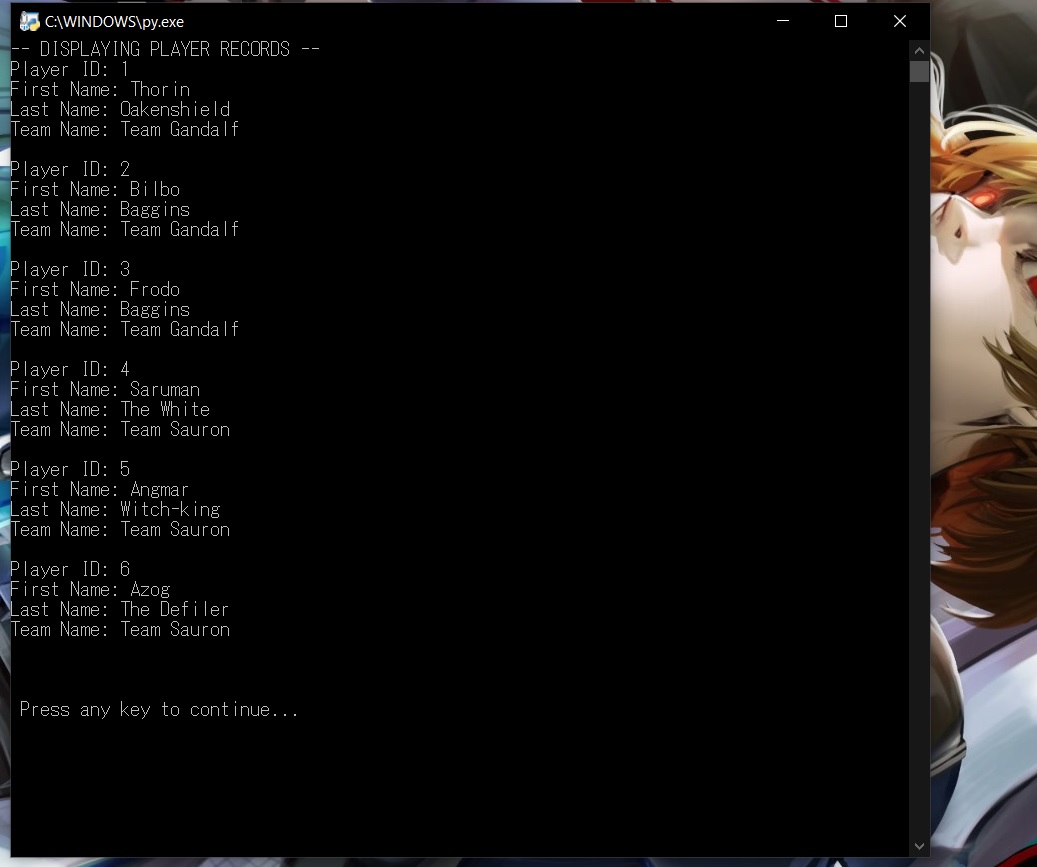 C:\WINDOWS\py.exe
-- DISPLAYING PLAYER RECORDS --
Player ID: 1
First Name: Thorin
Last Name: Oakenshield
Team Name: Team Gandalf
Player ID: 2
First Name: Bilbo
Last Name: Baggins
Team Name: Team Gandalf
Player ID: 3
First Name: Frodo
Last Name: Baggins
Team Name: Team Gandalf
Player ID: 4
First Name: Saruman
Last Name: The White
Team Name: Team Sauron
Player ID: 5
First Name: Angmar
Last Name: Witch-king
Team Name: Team Sauron
Player ID: 6
First Name: Azog
Last Name: The Defiler
Team Name: Team Sauron
Press any key to continue...